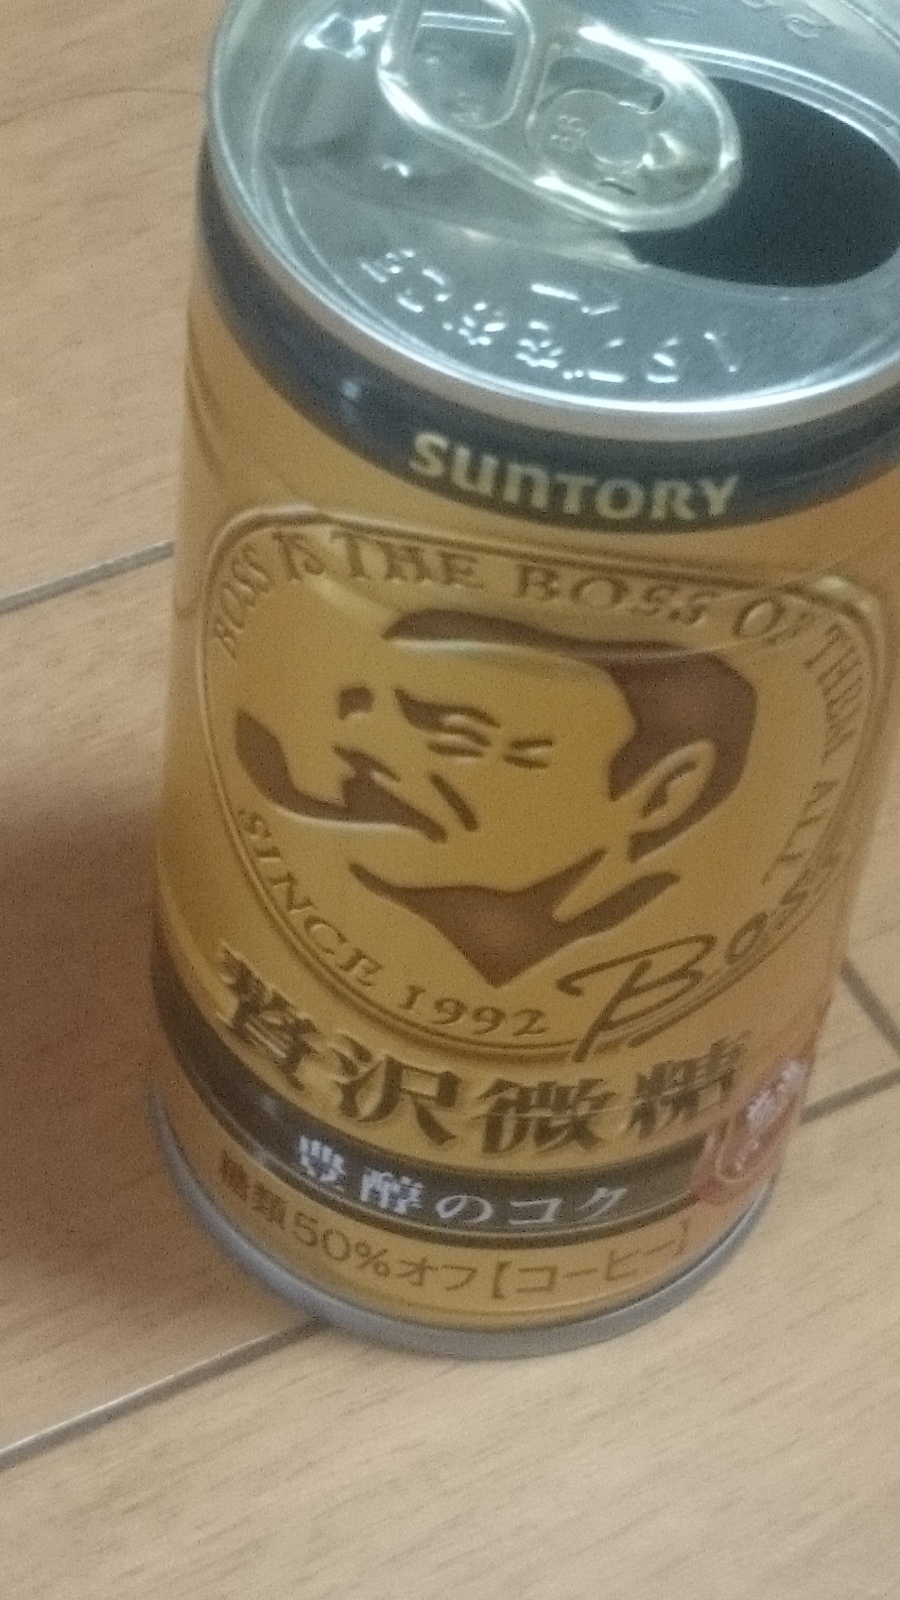 SUNTORY
BOSS IS THE BOSS OF THEM ALL
SINCE 1992
BOSS
贅沢微糖
豊醇のコク
糖類50%オフ【コーヒー】